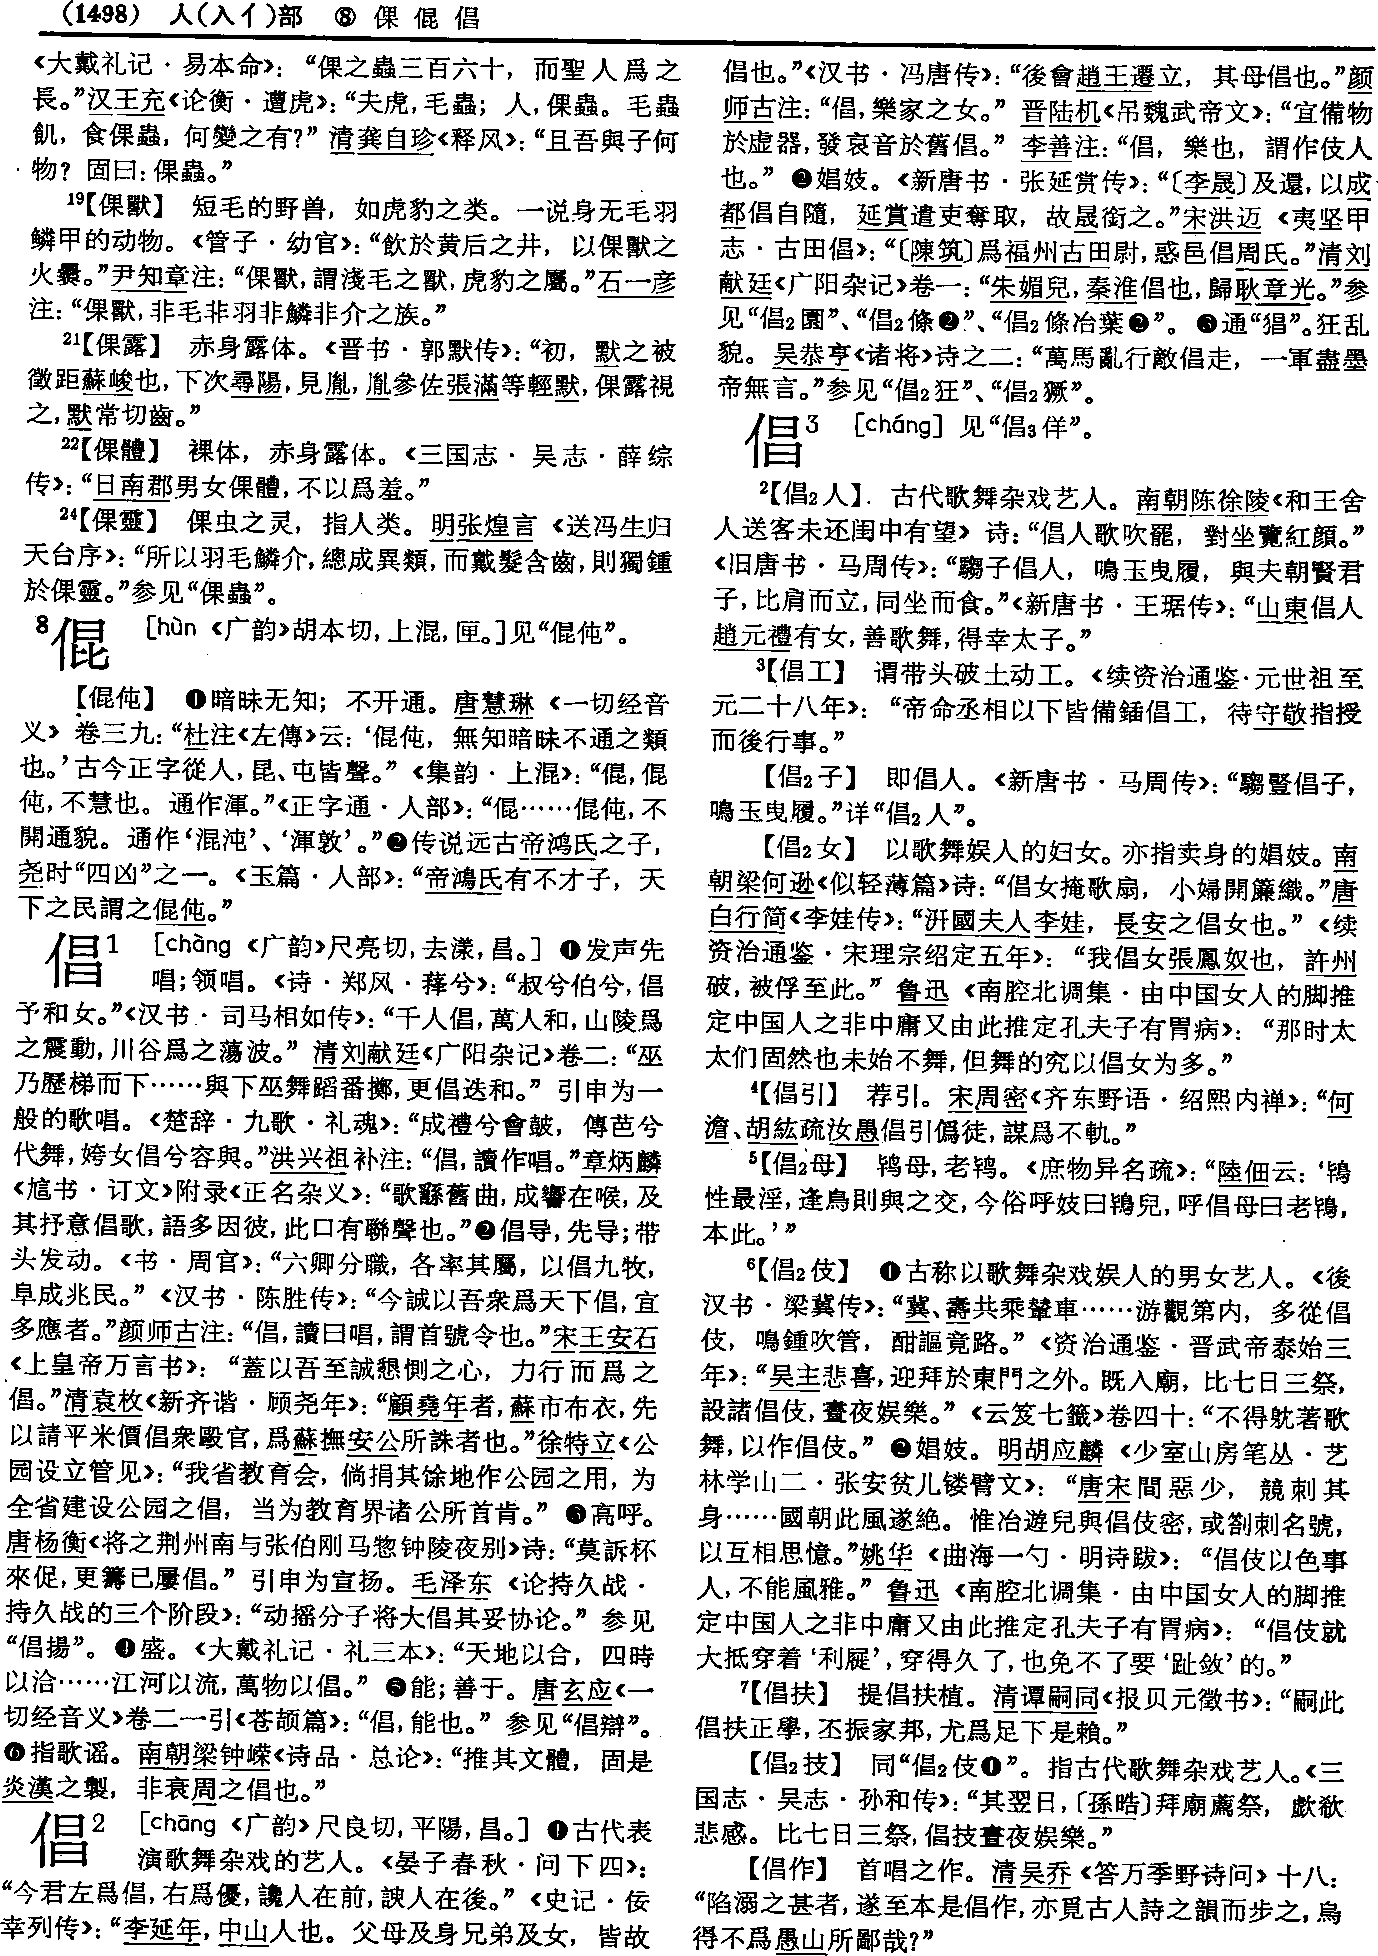 (1498) 人(入亻)部 ⑧ 倮 倱 倡
《大戴礼记·易本命》：“倮之蟲三百六十，而聖人爲之
長。”汉王充《论衡·遭虎》：“夫虎，毛蟲；人，倮蟲。毛蟲
飢，食倮蟲，何變之有？”清龚自珍《释风》：“且吾與子何
物？固曰：倮蟲。”
¹⁹【倮獸】 短毛的野兽，如虎豹之类。一说身无毛羽
鳞甲的动物。《管子·幼官》：“飲於黄后之井，以倮獸之
火爨。”尹知章注：“倮獸，謂淺毛之獸，虎豹之屬。”石一彦
注：“倮獸，非毛非羽非鱗非介之族。”
²¹【倮露】 赤身露体。《晋书·郭默传》：“初，默之被
徵距蘇峻也，下次尋陽，見胤，胤參佐張滿等輕默，倮露視
之，默常切齒。”
²²【倮體】 裸体，赤身露体。《三国志·吴志·薛综
传》：“日南郡男女倮體，不以爲羞。”
²⁴【倮靈】 倮虫之灵，指人类。明张煌言《送冯生归
天台序》：“所以羽毛鱗介，總成異類，而戴髮含齒，則獨鍾
於倮靈。”参见“倮蟲”。
⁸倱 [hùn《广韵》胡本切，上混，匣。]见“倱伅”。
【倱伅】 ❶暗昧无知；不开通。唐慧琳《一切经音
义》卷三九：“杜注《左傳》云：‘倱伅，無知暗昧不通之類
也。’古今正字從人，昆、屯皆聲。”《集韵·上混》：“倱，倱
伅，不慧也。通作渾。”《正字通·人部》：“倱……倱伅，不
開通貌。通作‘混沌’、‘渾敦’。”❷传说远古帝鸿氏之子，
尧时“四凶”之一。《玉篇·人部》：“帝鴻氏有不才子，天
下之民謂之倱伅。”
倡¹ [chàng《广韵》尺亮切，去漾，昌。] ❶发声先
唱；领唱。《诗·郑风·萚兮》：“叔兮伯兮，倡
予和女。”《汉书·司马相如传》：“千人倡，萬人和，山陵爲
之震動，川谷爲之蕩波。”清刘献廷《广阳杂记》卷二：“巫
乃歷梯而下……與下巫舞蹈番擲，更倡迭和。”引申为一
般的歌唱。《楚辞·九歌·礼魂》：“成禮兮會鼓，傳芭兮
代舞，姱女倡兮容與。”洪兴祖补注：“倡，讀作唱。”章炳麟
《訄书·订文》附录《正名杂义》：“歌繇舊曲，成響在喉，及
其抒意倡歌，語多因彼，此口有聯聲也。”❷倡导，先导；带
头发动。《书·周官》：“六卿分職，各率其屬，以倡九牧，
阜成兆民。”《汉书·陈胜传》：“今誠以吾衆爲天下倡，宜
多應者。”颜师古注：“倡，讀曰唱，謂首號令也。”宋王安石
《上皇帝万言书》：“蓋以吾至誠懇惻之心，力行而爲之
倡。”清袁枚《新齐谐·顾尧年》：“顧堯年者，蘇市布衣，先
以請平米價倡衆毆官，爲蘇撫安公所誅者也。”徐特立《公
园设立管见》：“我省教育会，倘捐其馀地作公园之用，为
全省建设公园之倡，当为教育界诸公所首肯。”❸高呼。
唐杨衡《将之荆州南与张伯刚马惣钟陵夜别》诗：“莫訴杯
來促，更籌已屢倡。”引申为宣扬。毛泽东《论持久战·
持久战的三个阶段》：“动摇分子将大倡其妥协论。”参见
“倡揚”。❹盛。《大戴礼记·礼三本》：“天地以合，四時
以洽……江河以流，萬物以倡。”❺能；善于。唐玄应《一
切经音义》卷二一引《苍颉篇》：“倡，能也。”参见“倡辯”。
❻指歌谣。南朝梁钟嵘《诗品·总论》：“推其文體，固是
炎漢之製，非衰周之倡也。”
倡² [chāng《广韵》尺良切，平陽，昌。] ❶古代表
演歌舞杂戏的艺人。《晏子春秋·问下四》：
“今君左爲倡，右爲優，讒人在前，諛人在後。”《史记·佞
幸列传》：“李延年，中山人也。父母及身兄弟及女，皆故
倡也。”《汉书·冯唐传》：“後會趙王遷立，其母倡也。”颜
师古注：“倡，樂家之女。”晋陆机《吊魏武帝文》：“宜備物
於虚器，發哀音於舊倡。”李善注：“倡，樂也，謂作伎人
也。”❷娼妓。《新唐书·张延赏传》：“〔李晟〕及還，以成
都倡自隨，延賞遣吏奪取，故晟銜之。”宋洪迈《夷坚甲
志·古田倡》：“〔陳筑〕爲福州古田尉，惑邑倡周氏。”清刘
献廷《广阳杂记》卷一：“朱媚兒，秦淮倡也，歸耿章光。”参
见“倡₂園”、“倡₂條❷”、“倡₂條冶葉❷”。❸通“猖”。狂乱
貌。吴恭亨《诸将》诗之二：“萬馬亂行敵倡走，一軍盡墨
帝無言。”参见“倡₂狂”、“倡₂獗”。
倡³ [cháng] 见“倡₃佯”。
²【倡₂人】 古代歌舞杂戏艺人。南朝陈徐陵《和王舍
人送客未还闺中有望》诗：“倡人歌吹罷，對坐覽紅顔。”
《旧唐书·马周传》：“騶子倡人，鳴玉曳履，與夫朝賢君
子，比肩而立，同坐而食。”《新唐书·王琚传》：“山東倡人
趙元禮有女，善歌舞，得幸太子。”
³【倡工】 谓带头破土动工。《续资治通鉴·元世祖至
元二十八年》：“帝命丞相以下皆備鍤倡工，待守敬指授
而後行事。”
【倡₂子】 即倡人。《新唐书·马周传》：“騶豎倡子，
鳴玉曳履。”详“倡₂人”。
【倡₂女】 以歌舞娱人的妇女。亦指卖身的娼妓。南
朝梁何逊《似轻薄篇》诗：“倡女掩歌扇，小婦開簾織。”唐
白行简《李娃传》：“汧國夫人李娃，長安之倡女也。”《续
资治通鉴·宋理宗绍定五年》：“我倡女張鳳奴也，許州
破，被俘至此。”鲁迅《南腔北调集·由中国女人的脚推
定中国人之非中庸又由此推定孔夫子有胃病》：“那时太
太们固然也未始不舞，但舞的究以倡女为多。”
⁴【倡引】 荐引。宋周密《齐东野语·绍熙内禅》：“何
澹、胡紘疏汝愚倡引僞徒，謀爲不軌。”
⁵【倡₂母】 鸨母，老鸨。《庶物异名疏》：“陸佃云：‘鴇
性最淫，逢鳥則與之交，今俗呼妓曰鴇兒，呼倡母曰老鴇，
本此。’”
⁶【倡₂伎】 ❶古称以歌舞杂戏娱人的男女艺人。《後
汉书·梁冀传》：“冀、壽共乘輦車……游觀第内，多從倡
伎，鳴鍾吹管，酣謳竟路。”《资治通鉴·晋武帝泰始三
年》：“吴主悲喜，迎拜於東門之外。既入廟，比七日三祭，
設諸倡伎，晝夜娱樂。”《云笈七籖》卷四十：“不得躭著歌
舞，以作倡伎。”❷娼妓。明胡应麟《少室山房笔丛·艺
林学山二·张安贫儿镂臂文》：“唐宋間惡少，競刺其
身……國朝此風遂絶。惟冶遊兒與倡伎密，或劄刺名號，
以互相思憶。”姚华《曲海一勺·明诗跋》：“倡伎以色事
人，不能風雅。”鲁迅《南腔北调集·由中国女人的脚推
定中国人之非中庸又由此推定孔夫子有胃病》：“倡伎就
大抵穿着‘利屣’，穿得久了，也免不了要‘趾敛’的。”
⁷【倡扶】 提倡扶植。清谭嗣同《报贝元徵书》：“嗣此
倡扶正學，丕振家邦，尤爲足下是賴。”
【倡₂技】 同“倡₂伎❶”。指古代歌舞杂戏艺人。《三
国志·吴志·孙和传》：“其翌日，〔孫晧〕拜廟薦祭，歔欷
悲感。比七日三祭，倡技晝夜娱樂。”
【倡作】 首唱之作。清吴乔《答万季野诗问》十八：
“陷溺之甚者，遂至本是倡作，亦覓古人詩之韻而步之，烏
得不爲愚山所鄙哉？”